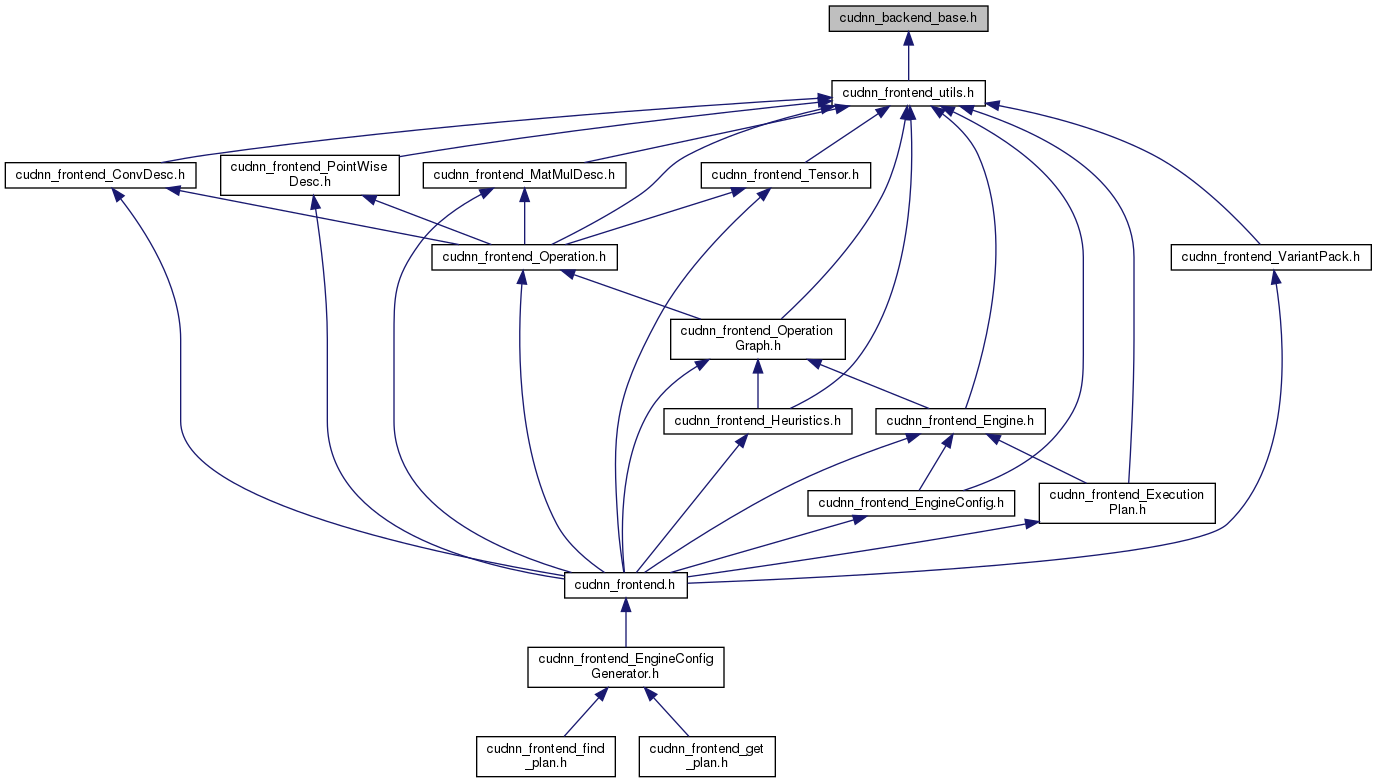 cudnn_backend_base.h
cudnn_frontend_utils.h
cudnn_frontend_ConvDesc.h
cudnn_frontend_PointWise
Desc.h
cudnn_frontend_MatMulDesc.h
cudnn_frontend_Tensor.h
cudnn_frontend_Operation.h
cudnn_frontend_VariantPack.h
cudnn_frontend_Operation
Graph.h
cudnn_frontend_Heuristics.h
cudnn_frontend_Engine.h
cudnn_frontend_EngineConfig.h
cudnn_frontend_Execution
Plan.h
cudnn_frontend.h
cudnn_frontend_EngineConfig
Generator.h
cudnn_frontend_find
_plan.h
cudnn_frontend_get
_plan.h